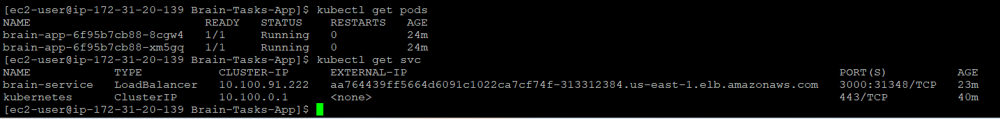 [ec2-user@ip-172-31-20-139 Brain-Tasks-App]$ kubectl get pods
NAME READY STATUS RESTARTS AGE
brain-app-6f95b7cb88-8cgw4 1/1 Running 0 24m
brain-app-6f95b7cb88-xm5gq 1/1 Running 0 24m
[ec2-user@ip-172-31-20-139 Brain-Tasks-App]$ kubectl get svc
NAME TYPE CLUSTER-IP EXTERNAL-IP PORT(S) AGE
brain-service LoadBalancer 10.100.91.222 aa764439ff5664d6091c1022ca7cf74f-313312384.us-east-1.elb.amazonaws.com 3000:31348/TCP 23m
kubernetes ClusterIP 10.100.0.1 <none> 443/TCP 40m
[ec2-user@ip-172-31-20-139 Brain-Tasks-App]$